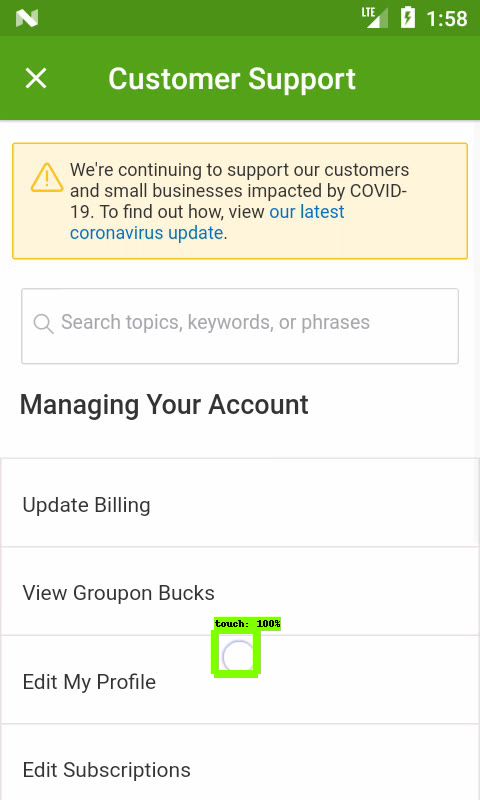 LTE 1:58
Customer Support
We're continuing to support our customers
and small businesses impacted by COVID-
19. To find out how, view our latest
coronavirus update.
Search topics, keywords, or phrases
Managing Your Account
Update Billing
View Groupon Bucks
touch: 100%
Edit My Profile
Edit Subscriptions